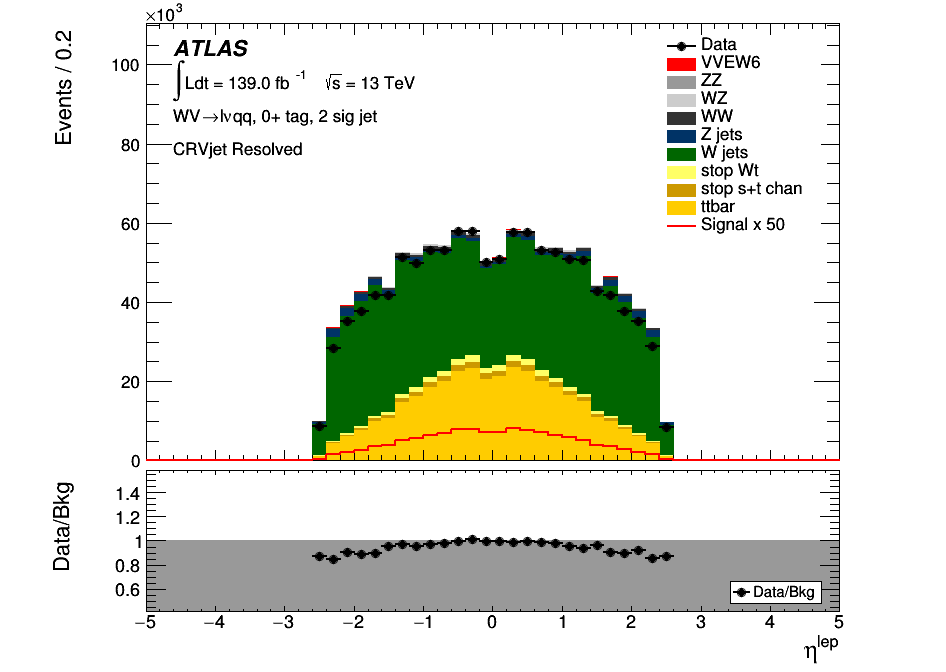 ×10³
Events / 0.2
100
80
60
40
20
0
ATLAS
∫Ldt = 139.0 fb ⁻¹ √s = 13 TeV
WV→lνqq, 0+ tag, 2 sig jet
CRVjet Resolved
Data
VVEW6
ZZ
WZ
WW
Z jets
W jets
stop Wt
stop s+t chan
ttbar
Signal x 50
Data/Bkg
1.4
1.2
1
0.8
0.6
Data/Bkg
−5 −4 −3 −2 −1 0 1 2 3 4 5
η^lep